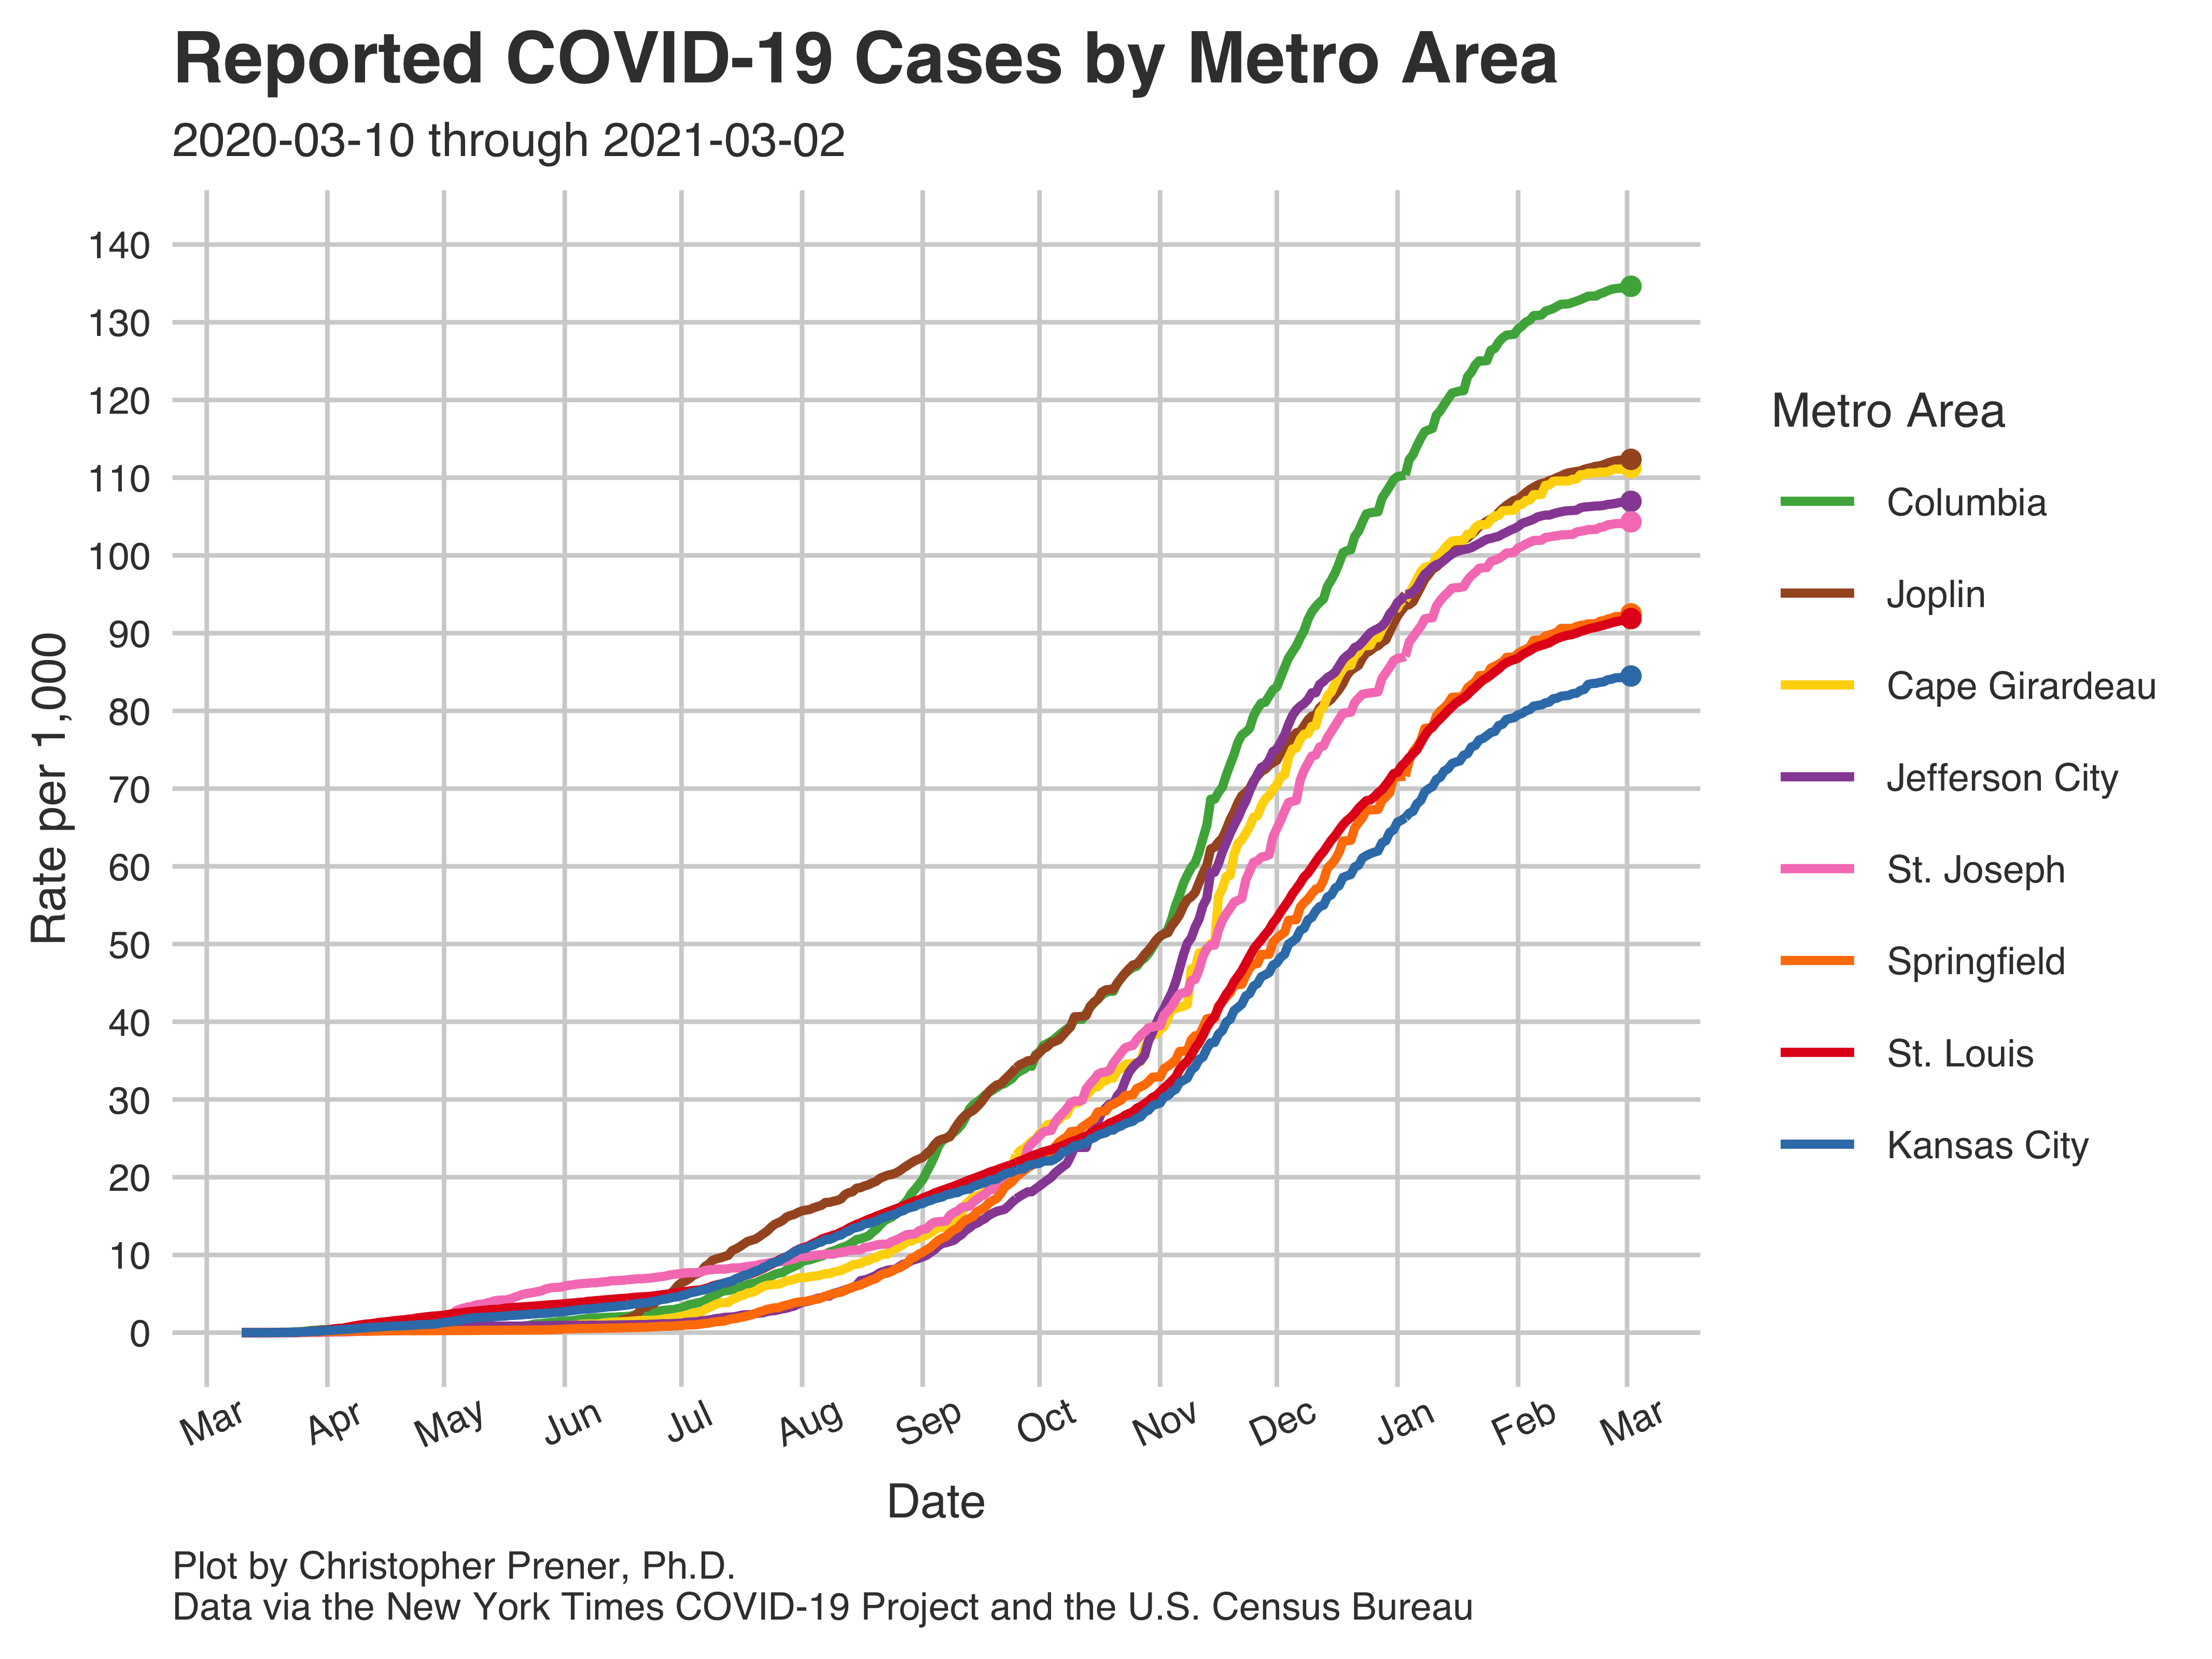 Reported COVID-19 Cases by Metro Area
2020-03-10 through 2021-03-02
140
130
120
110
100
90
80
70
60
50
40
30
20
10
0
Rate per 1,000
Mar Apr May Jun Jul Aug Sep Oct Nov Dec Jan Feb Mar
Date
Metro Area
Columbia
Joplin
Cape Girardeau
Jefferson City
St. Joseph
Springfield
St. Louis
Kansas City
Plot by Christopher Prener, Ph.D.
Data via the New York Times COVID-19 Project and the U.S. Census Bureau